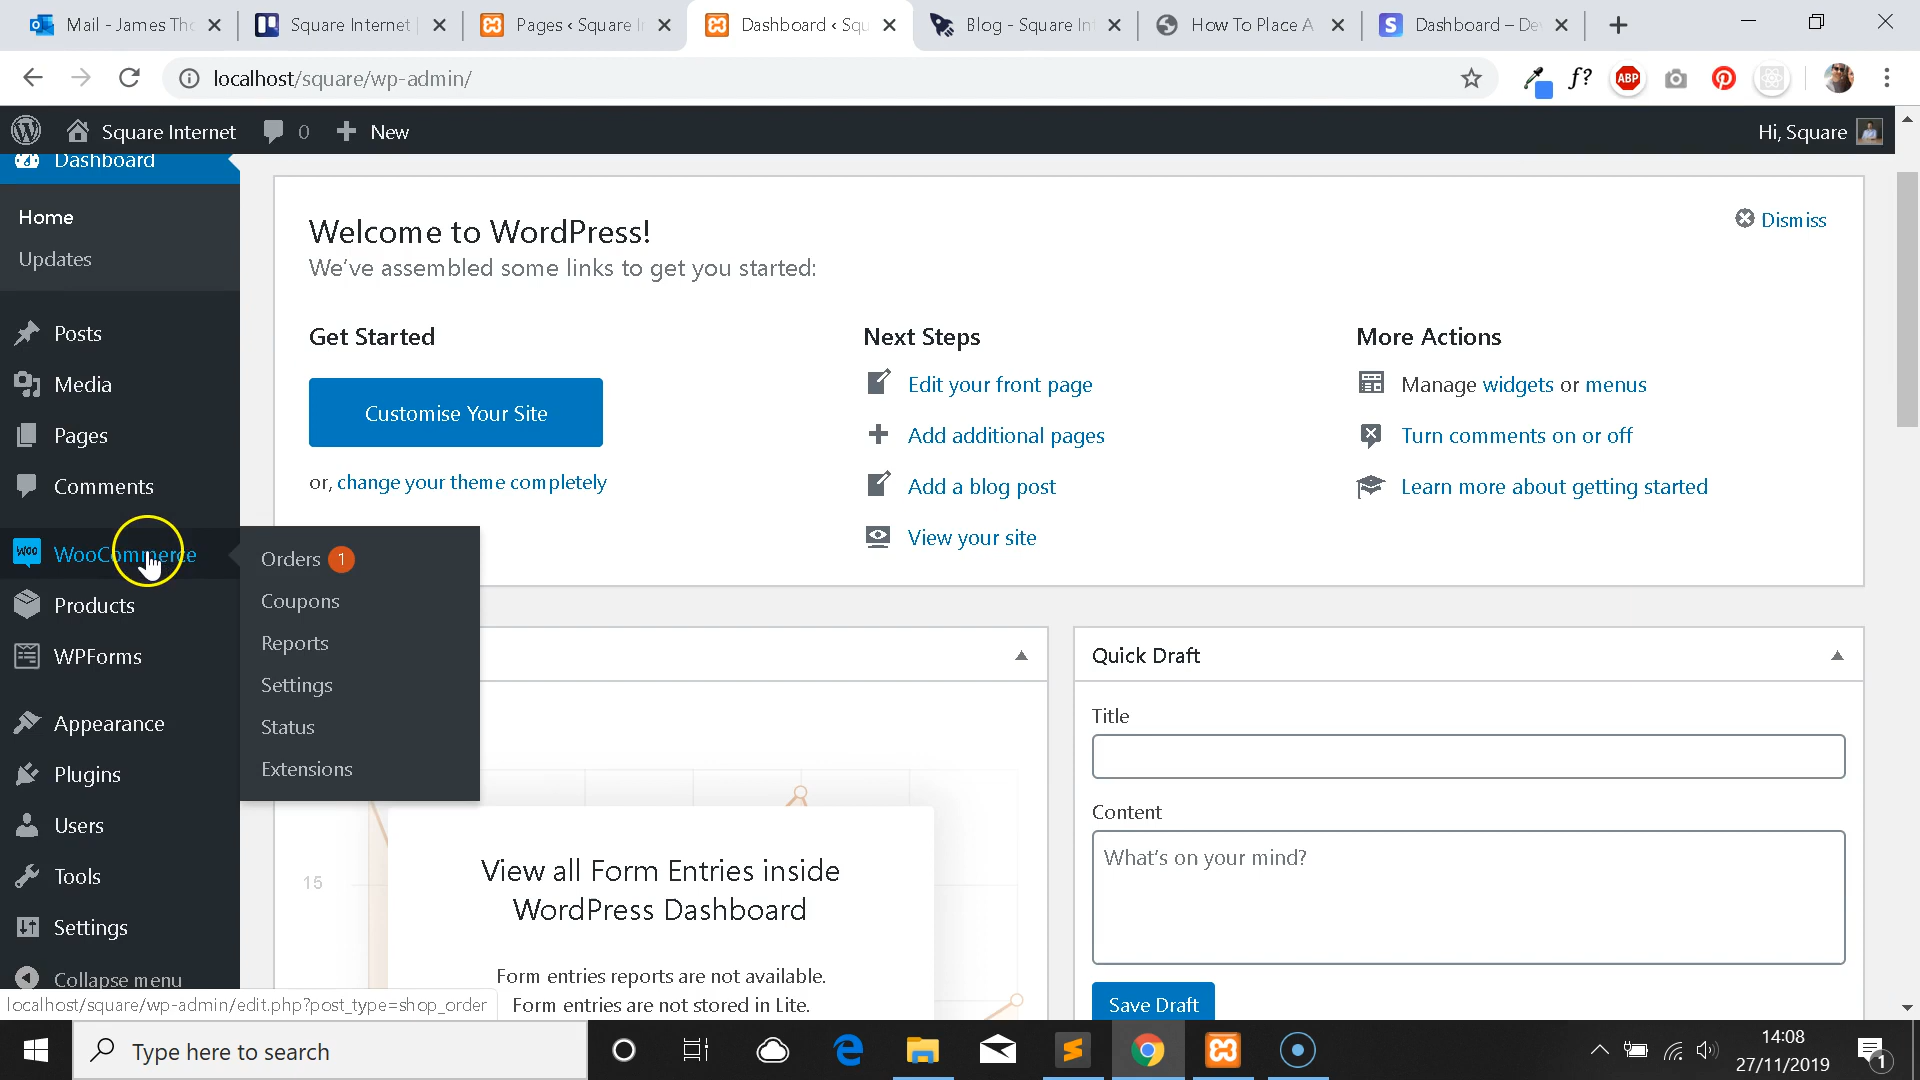 Mail - James Tho
Square Internet
Pages ‹ Square In
Dashboard ‹ Squ
Blog - Square Int
How To Place A
Dashboard – De
localhost/square/wp-admin/
f?
ABP
Square Internet
0
New
Hi, Square
Dashboard
Home
Updates
Posts
Media
Pages
Comments
WooCommerce
Products
WPForms
Appearance
Plugins
Users
Tools
Settings
Collapse menu
Orders 1
Coupons
Reports
Settings
Status
Extensions
Welcome to WordPress!
We've assembled some links to get you started:
Dismiss
Get Started
Customise Your Site
or, change your theme completely
Next Steps
Edit your front page
Add additional pages
Add a blog post
View your site
More Actions
Manage widgets or menus
Turn comments on or off
Learn more about getting started
15
View all Form Entries inside
WordPress Dashboard
Form entries reports are not available.
Form entries are not stored in Lite.
Quick Draft
Title
Content
What's on your mind?
Save Draft
localhost/square/wp-admin/edit.php?post_type=shop_order
Type here to search
14:08
27/11/2019
1